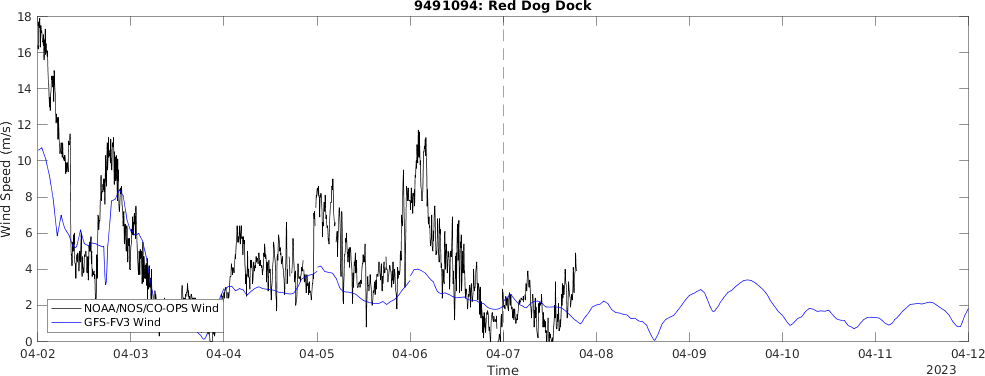 9491094: Red Dog Dock
18
16
14
12
10
8
6
4
2
0
Wind Speed (m/s)
NOAA/NOS/CO-OPS Wind
GFS-FV3 Wind
04-02 04-03 04-04 04-05 04-06 04-07 04-08 04-09 04-10 04-11 04-12
Time
2023